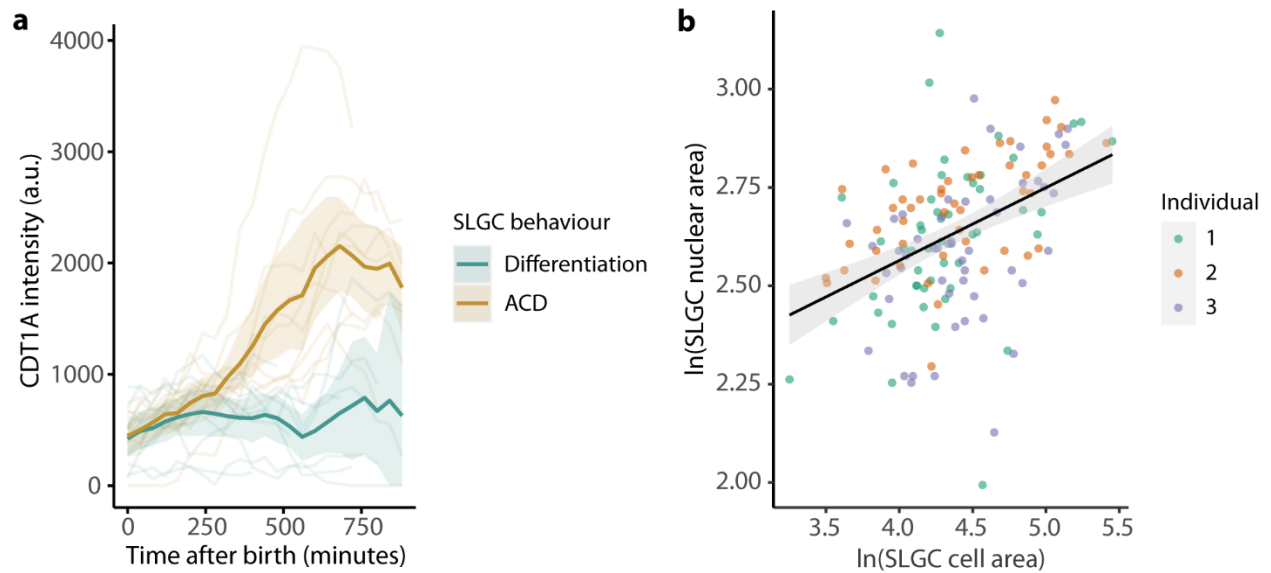 a
4000
3000
2000
1000
0
CDT1A intensity (a.u.)
0 250 500 750
Time after birth (minutes)
SLGC behaviour
Differentiation
ACD
b
3.00
2.75
2.50
2.25
2.00
ln(SLGC nuclear area)
3.5 4.0 4.5 5.0 5.5
ln(SLGC cell area)
Individual
1
2
3